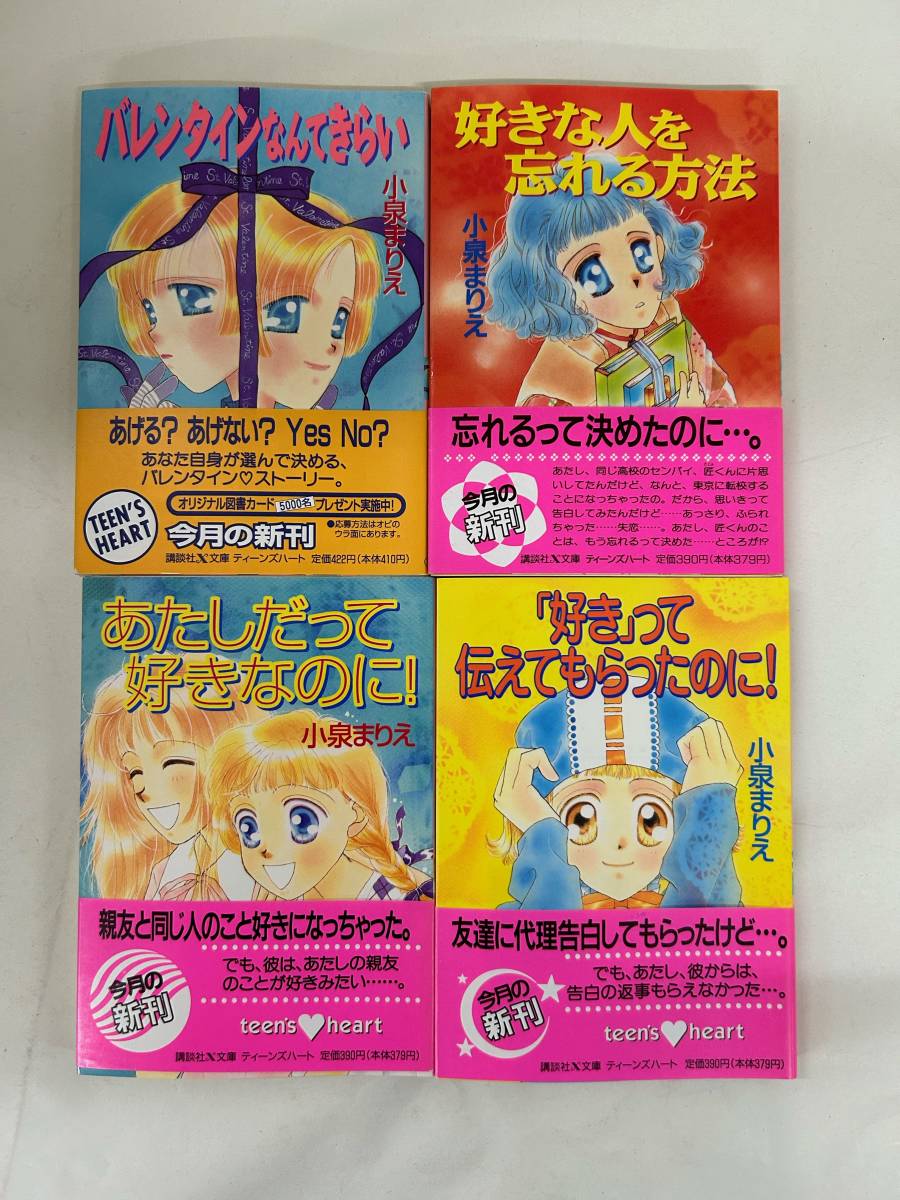 バレンタインなんてきらい
小泉まりえ
ime St. Valentine St. V
St. Valentine
あげる? あげない? Yes No?
あなた自身が選んで決める、
バレンタイン♡ストーリー。
TEEN'S
HEART
オリジナル図書カード5000名プレゼント実施中!
今月の新刊
●応募方法はオビの
ウラ面にあります。
講談社X文庫 ティーンズハート 定価422円(本体410円)
好きな人を
忘れる方法
小泉まりえ
忘れるって決めたのに…。
今月の
新刊
あたし、同じ高校のセンパイ、匠くんに片思
いしてたんだけど、なんと、東京に転校する
ことになっちゃったの。だから、思いきって
告白してみたんだけど……あっさり、ふられ
ちゃった……失恋……。あたし、匠くんのこ
とは、もう忘れるって決めた……ところが!?
講談社X文庫 ティーンズハート 定価390円(本体379円)
あたしだって
好きなのに!
小泉まりえ
親友と同じ人のこと好きになっちゃった。
今月の
新刊
でも、彼は、あたしの親友
のことが好きみたい……。
teen's♥heart
講談社X文庫 ティーンズハート 定価390円(本体379円)
「好き」って
伝えてもらったのに!
小泉まりえ
友達に代理告白してもらったけど…。
今月の
新刊
でも、あたし、彼からは、
告白の返事もらえなかった…。
teen's♥heart
講談社X文庫 ティーンズハート 定価390円(本体379円)